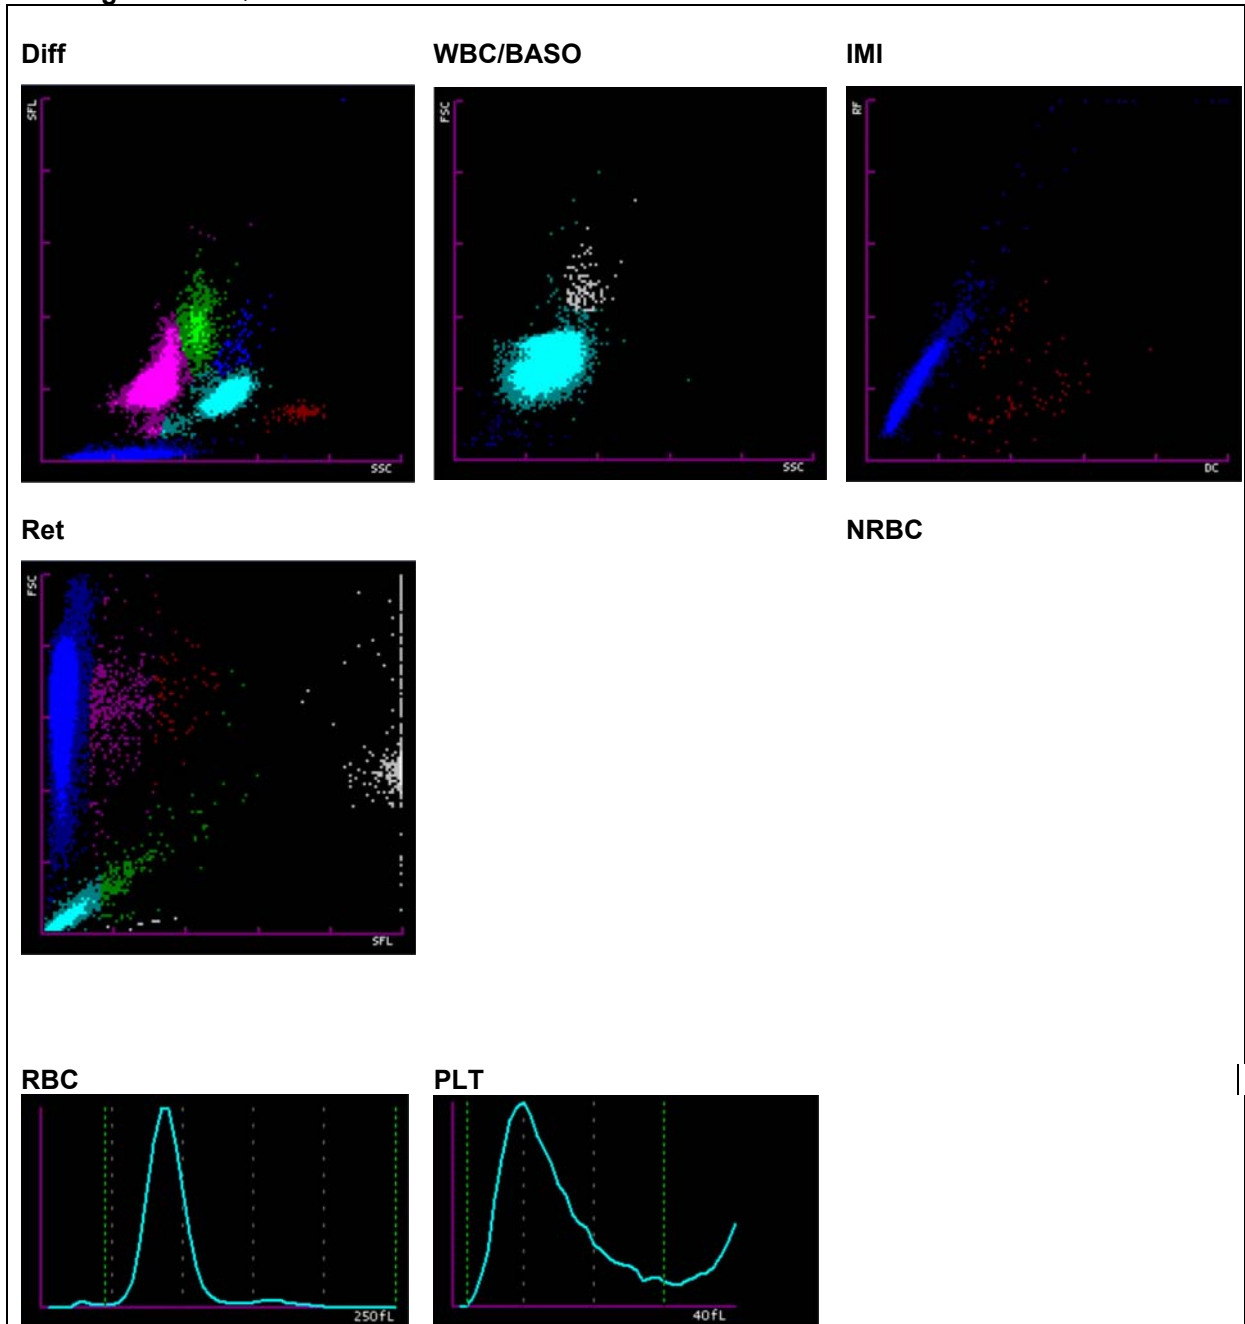 Diff WBC/BASO IMI
SFL FSC RF
SSC SSC DC
Ret NRBC
FSC
SFL
RBC PLT
250fL 40fL